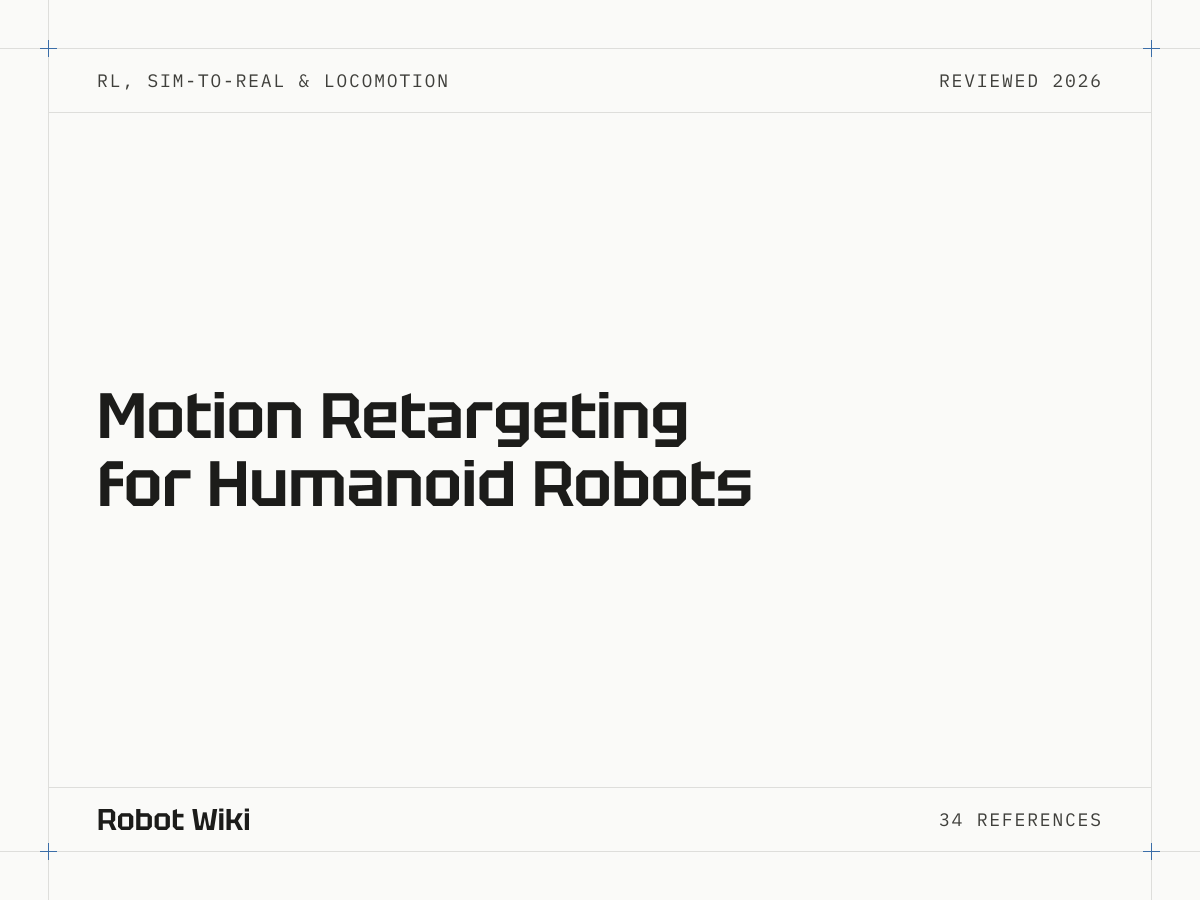 RL, SIM-TO-REAL & LOCOMOTION
REVIEWED 2026
Motion Retargeting
for Humanoid Robots
Robot Wiki
34 REFERENCES